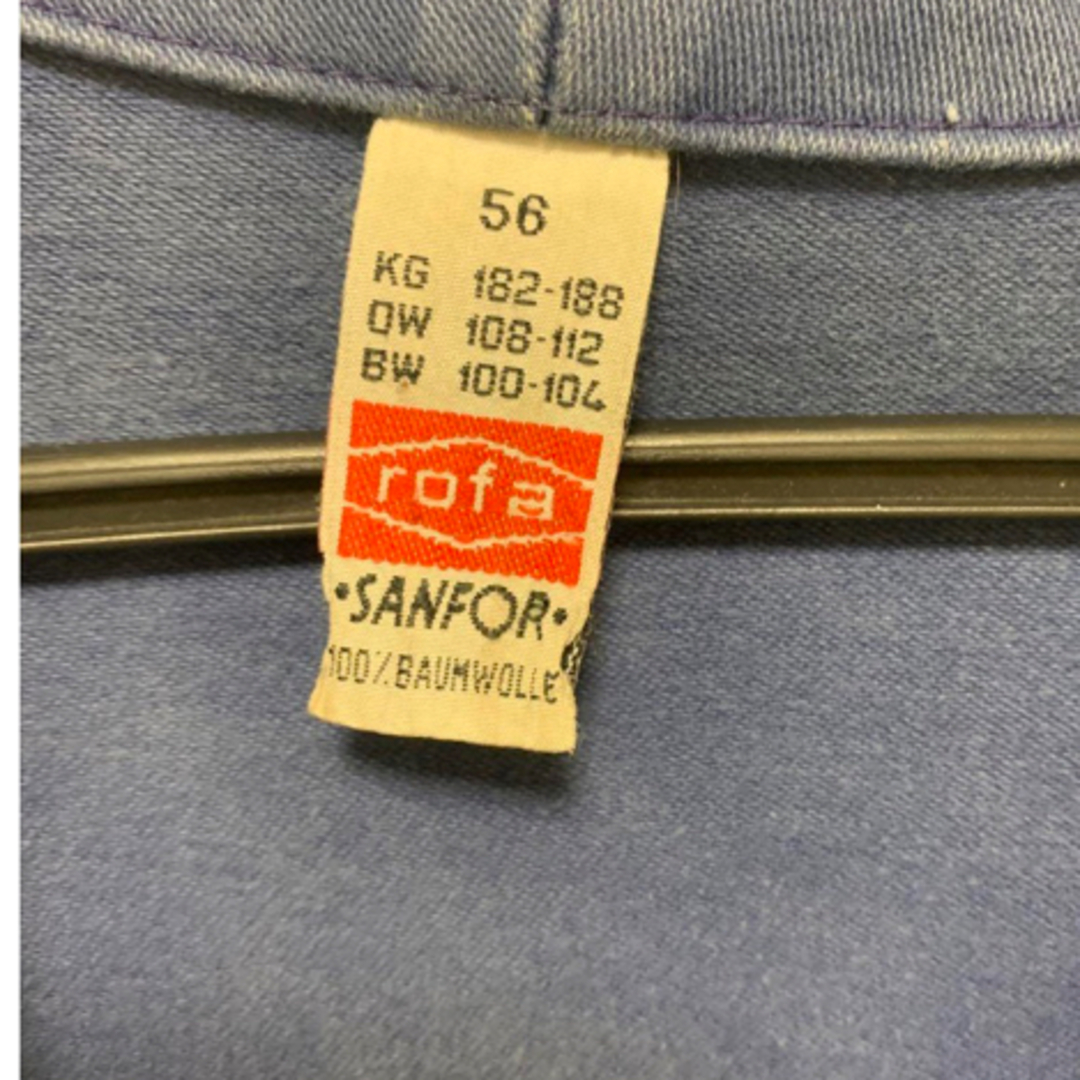 56
KG 182-188
OW 108-112
BW 100-104
rofa
•SANFOR•
100% BAUMWOLLE